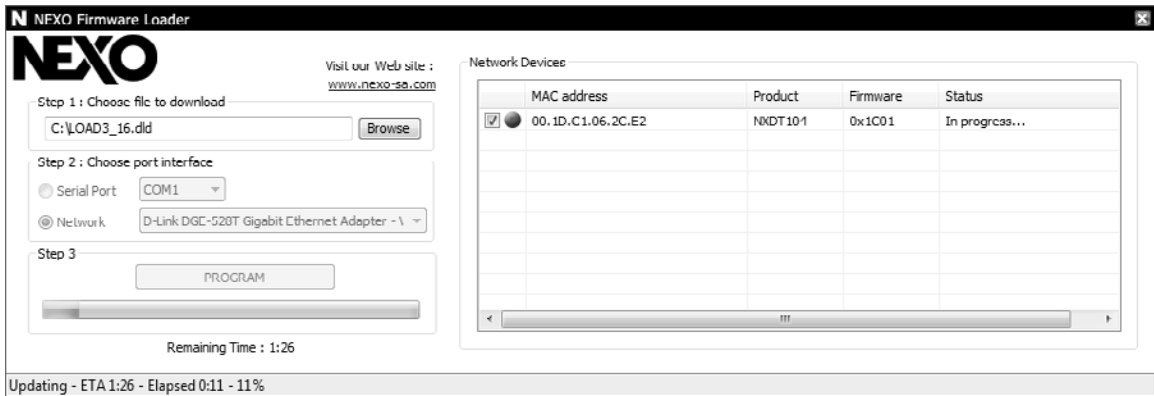 N NEXO Firmware Loader
NEXO
Visit our Web site :
www.nexo-sa.com
Step 1 : Choose file to download
C:\LOAD3_16.dld
Browse
Step 2 : Choose port interface
Serial Port
COM1
Network
D-Link DGE-528T Gigabit Ethernet Adapter - \
Step 3
PROGRAM
Remaining Time : 1:26
Network Devices
MAC address Product Firmware Status
00.1D.C1.06.2C.E2 NXDT104 0x1C01 In progress...
Updating - ETA 1:26 - Elapsed 0:11 - 11%